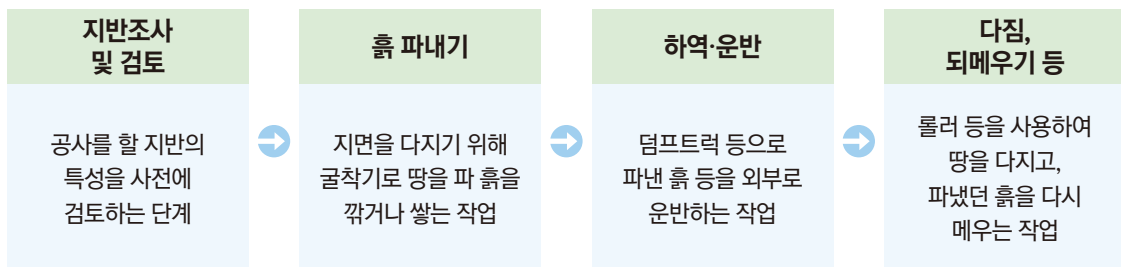 지반조사
및 검토
공사를 할 지반의
특성을 사전에
검토하는 단계
흙 파내기
지면을 다지기 위해
굴착기로 땅을 파 흙을
깎거나 쌓는 작업
하역·운반
덤프트럭 등으로
파낸 흙 등을 외부로
운반하는 작업
다짐,
되메우기 등
롤러 등을 사용하여
땅을 다지고,
파냈던 흙을 다시
메우는 작업